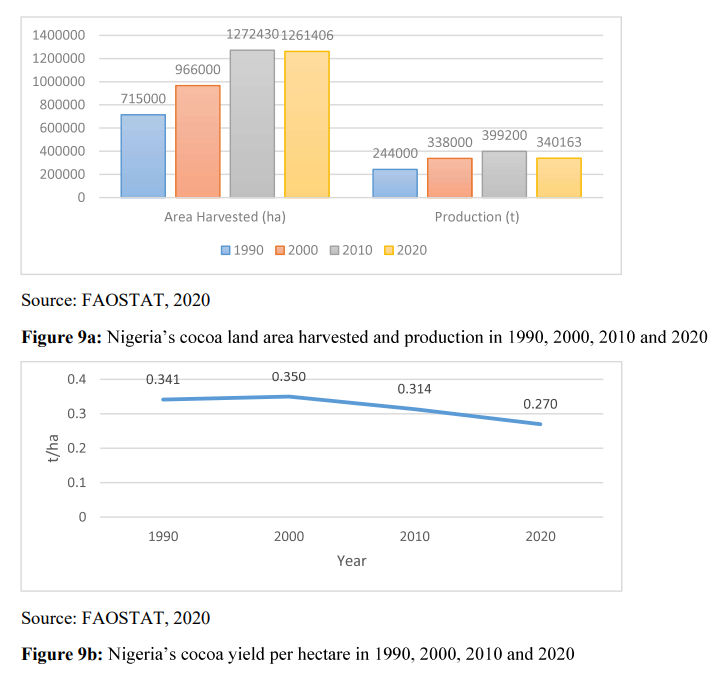 1400000
1200000
1000000
800000
600000
400000
200000
0
715000
966000
1272430
1261406
244000
338000
399200
340163
Area Harvested (ha)
Production (t)
1990 2000 2010 2020
Source: FAOSTAT, 2020
Figure 9a: Nigeria’s cocoa land area harvested and production in 1990, 2000, 2010 and 2020
t/ha
0.4
0.3
0.2
0.1
0
0.341
0.350
0.314
0.270
1990 2000 2010 2020
Year
Source: FAOSTAT, 2020
Figure 9b: Nigeria’s cocoa yield per hectare in 1990, 2000, 2010 and 2020